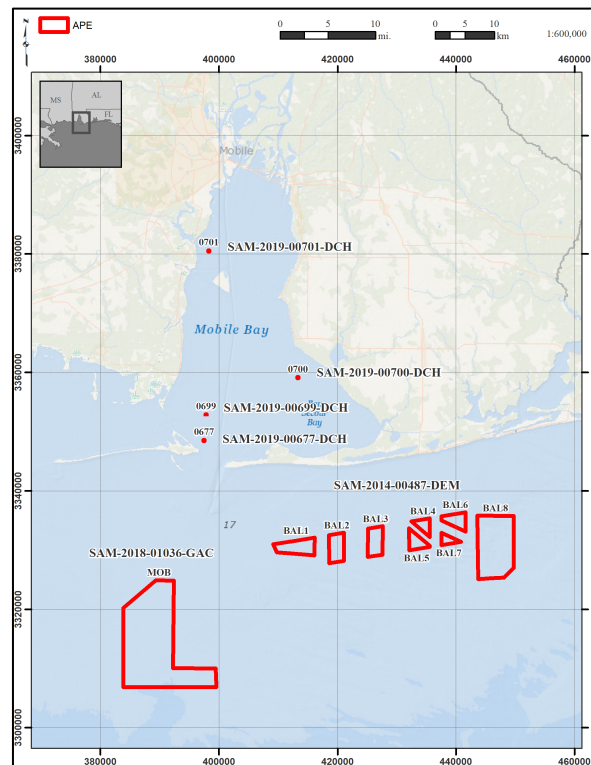 APE
0 5 10
mi.
0 5 10
km
1:600,000
380000 400000 420000 440000 460000
MS AL
FL
Mobile
3400000
0701 SAM-2019-00701-DCH
3380000
Mobile Bay
0700 SAM-2019-00700-DCH
3360000
0699 SAM-2019-00699-DCH
Bon Secour Bay
0677 SAM-2019-00677-DCH
3340000
SAM-2014-00487-DEM
17
BAL1 BAL2 BAL3 BAL4 BAL5 BAL6 BAL7 BAL8
SAM-2018-01036-GAC
MOB
3320000
3300000
380000 400000 420000 440000 460000